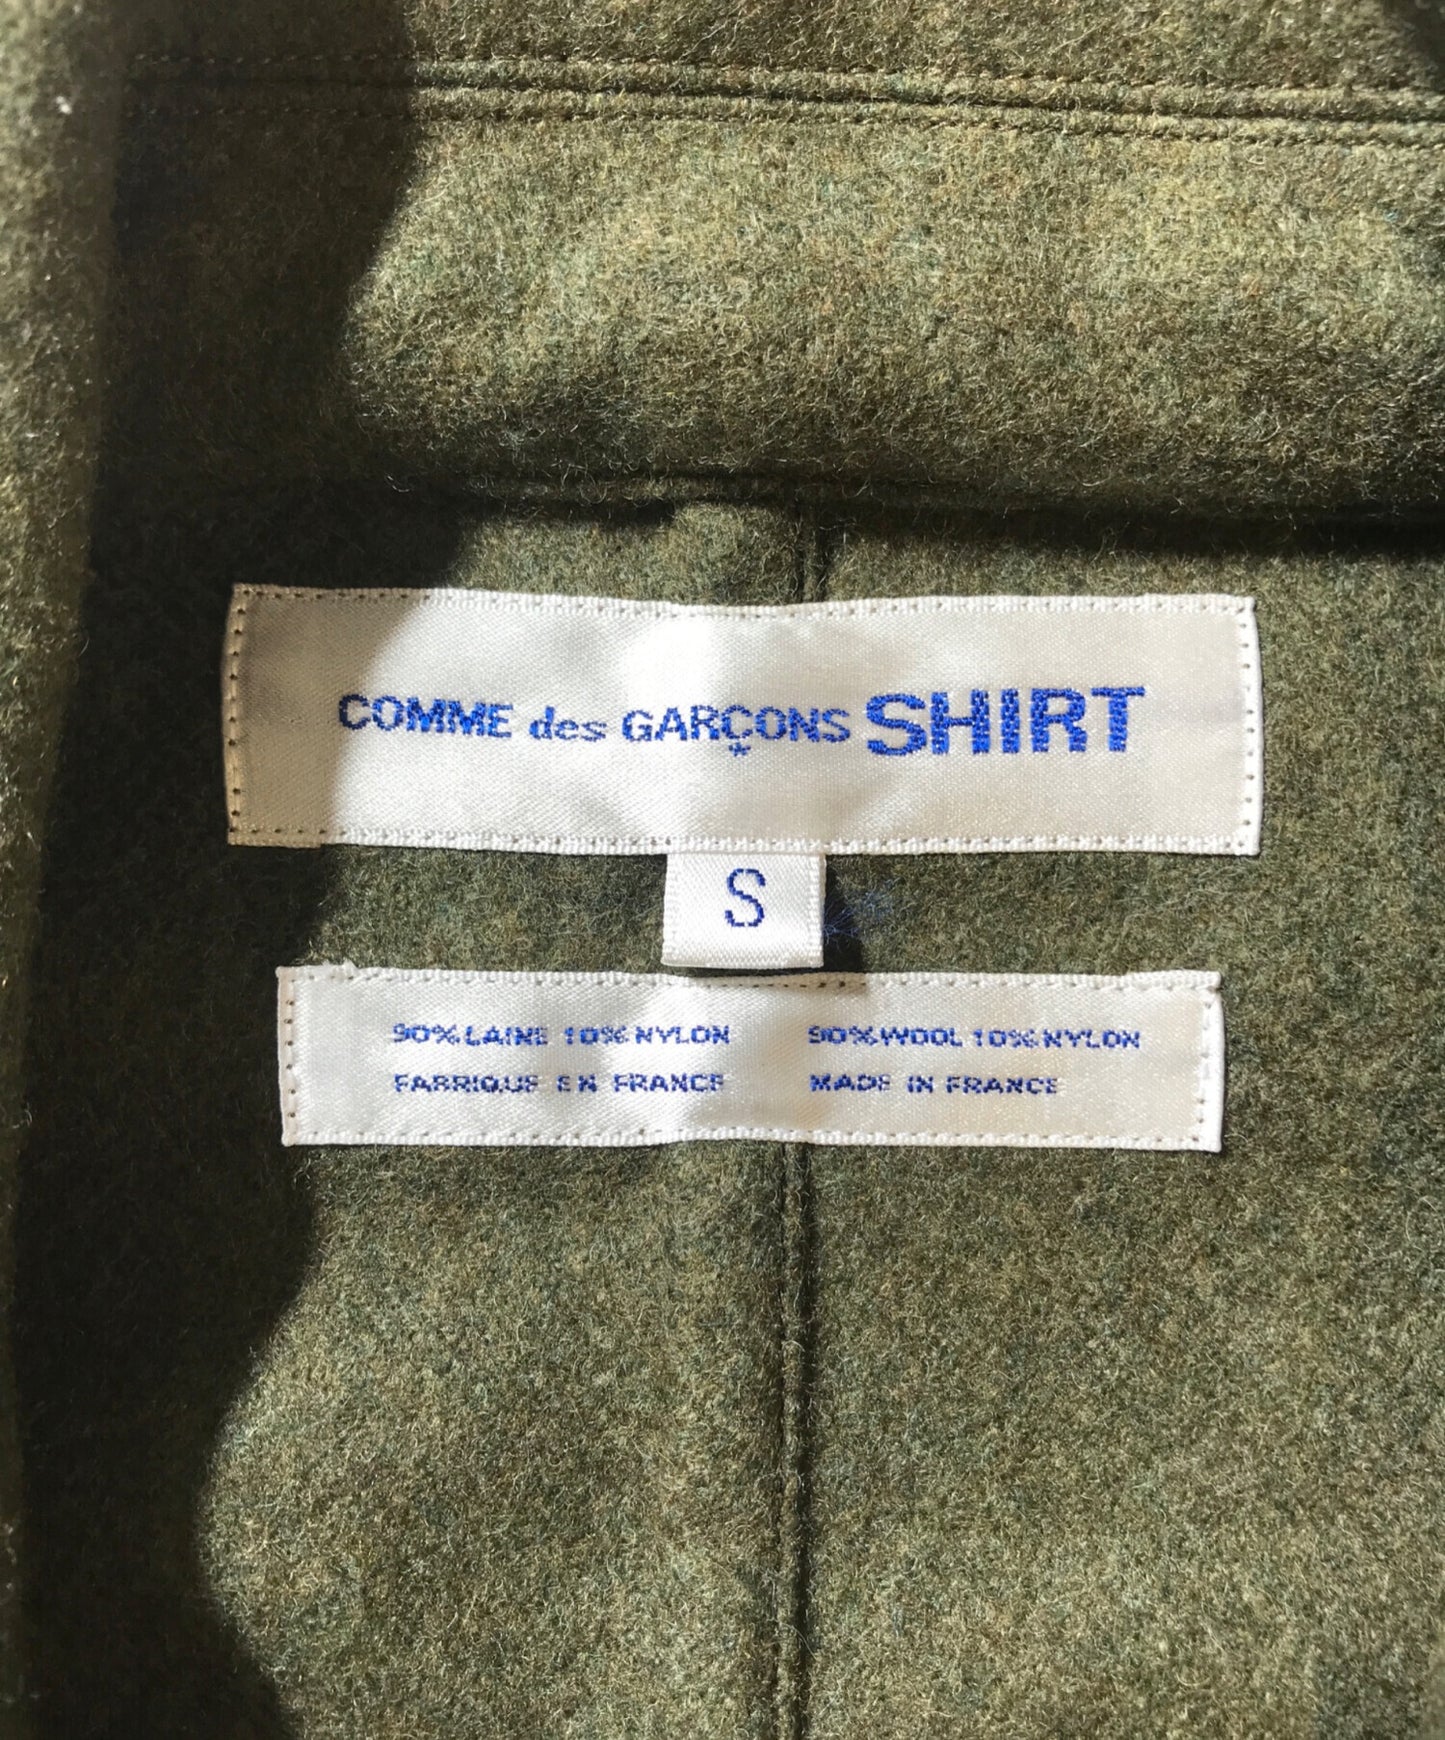 COMME des GARÇONS SHIRT
S
90% LAINE 10% NYLON
FABRIQUE EN FRANCE
90% WOOL 10% NYLON
MADE IN FRANCE